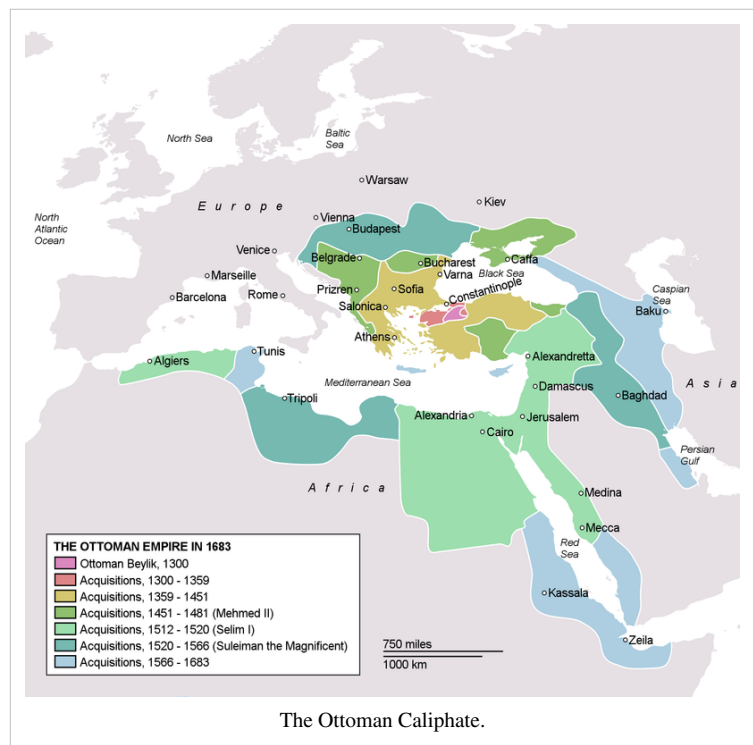 North Sea
Baltic
Sea
Warsaw
Europe
Kiev
North
Atlantic
Ocean
Vienna
Budapest
Venice
Belgrade
Bucharest
Caffa
Varna
Black Sea
Marseille
Prizren
Sofia
Caspian
Sea
Barcelona
Rome
Salonica
Constantinople
Baku
Athens
Tunis
Algiers
Alexandretta
Mediterranean Sea
Damascus
Asia
Tripoli
Baghdad
Alexandria
Jerusalem
Cairo
Persian
Gulf
Africa
Medina
Mecca
Red
Sea
Kassala
Zeila
THE OTTOMAN EMPIRE IN 1683
Ottoman Beylik, 1300
Acquisitions, 1300 - 1359
Acquisitions, 1359 - 1451
Acquisitions, 1451 - 1481 (Mehmed II)
Acquisitions, 1512 - 1520 (Selim I)
Acquisitions, 1520 - 1566 (Suleiman the Magnificent)
Acquisitions, 1566 - 1683
750 miles
1000 km
The Ottoman Caliphate.